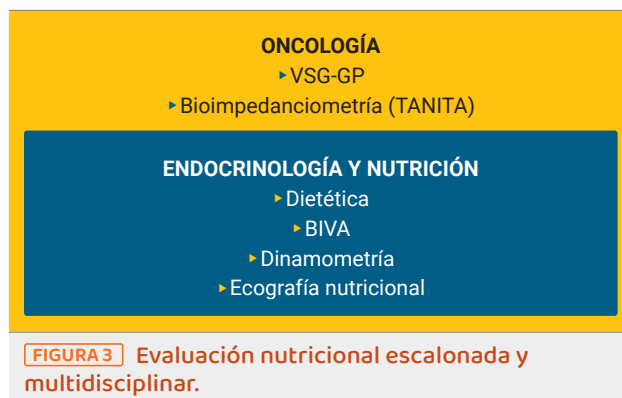 ONCOLOGÍA
▸VSG-GP
▸Bioimpedanciometría (TANITA)
ENDOCRINOLOGÍA Y NUTRICIÓN
▸Dietética
▸BIVA
▸Dinamometría
▸Ecografía nutricional
FIGURA 3 Evaluación nutricional escalonada y
multidisciplinar.